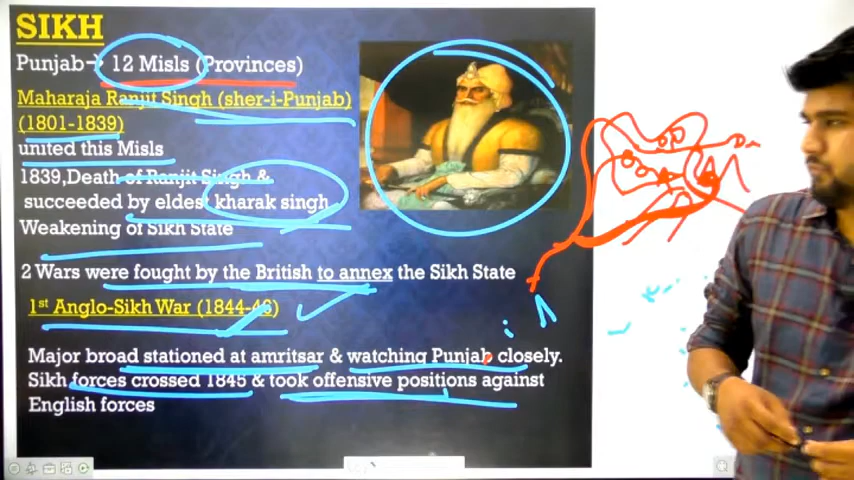 SIKH
Punjab→ 12 Misls (Provinces)
Maharaja Ranjit Singh (sher-i-Punjab)
(1801-1839)
united this Misls
1839,Death of Ranjit Singh &
succeeded by eldest kharak singh
Weakening of Sikh State
2 Wars were fought by the British to annex the Sikh State
1st Anglo-Sikh War (1844-46)
Major broad stationed at amritsar & watching Punjab closely.
Sikh forces crossed 1845 & took offensive positions against
English forces